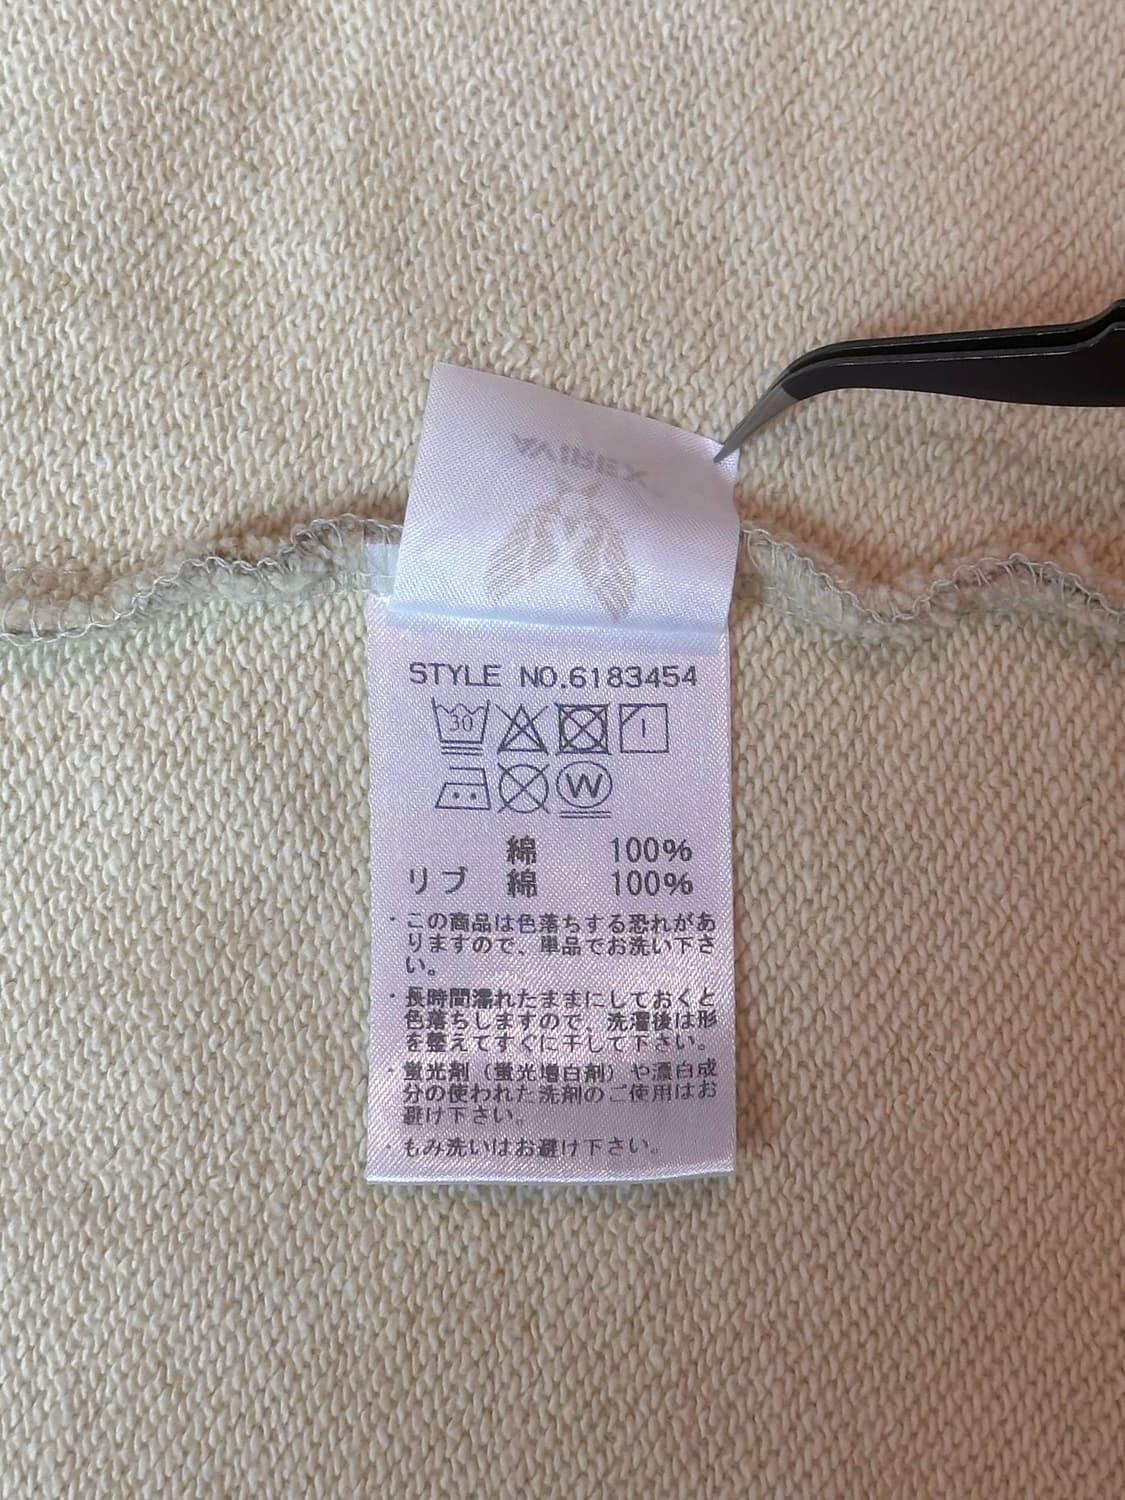 AVIREX
STYLE NO.6183454
30
W
綿 100%
リブ 綿 100%
・この商品は色落ちする恐れがあ
りますので、単品でお洗い下さ
い。
・長時間濡れたままにしておくと
色落ちしますので、洗濯後は形
を整えてすぐに干して下さい。
・蛍光剤（蛍光増白剤）や漂白成
分の使われた洗剤のご使用はお
避け下さい。
・もみ洗いはお避け下さい。